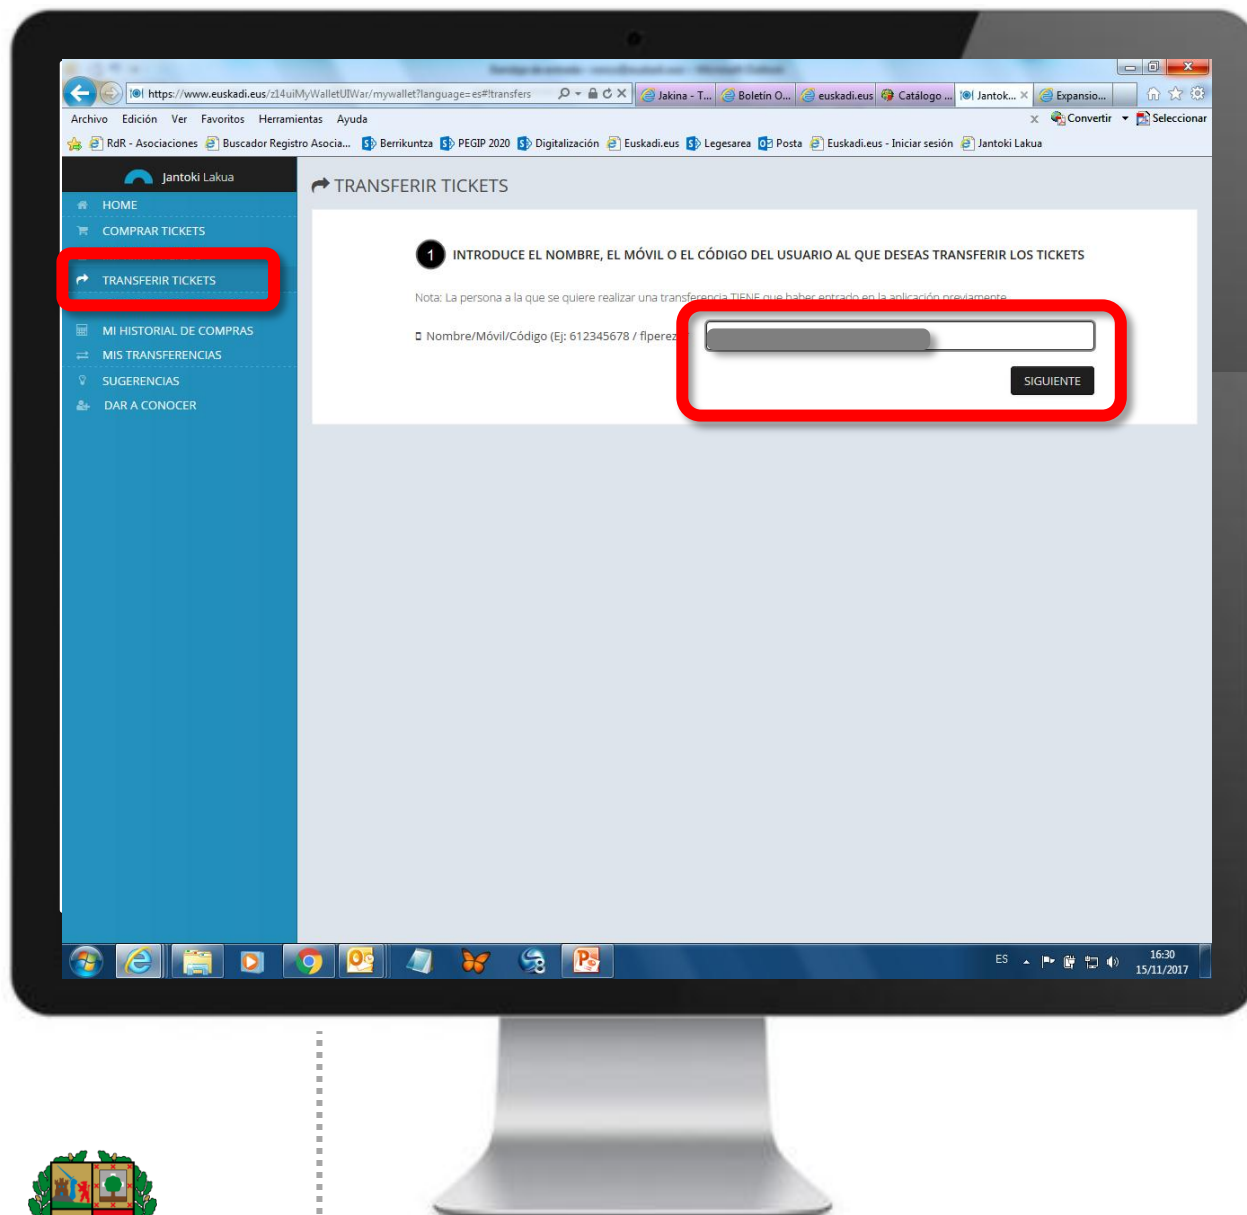 https://www.euskadi.eus/z14uiMyWalletUIWar/mywallet?language=es#!transfers
Jakina - T... Boletín O... euskadi.eus Catálogo ... Jantok... Expansio...
Archivo Edición Ver Favoritos Herramientas Ayuda
Convertir Seleccionar
RdR - Asociaciones Buscador Registro Asocia... Berrikuntza PEGIP 2020 Digitalización Euskadi.eus Legesarea Posta Euskadi.eus - Iniciar sesión Jantoki Lakua
Jantoki Lakua
HOME
COMPRAR TICKETS
TRANSFERIR TICKETS
MI HISTORIAL DE COMPRAS
MIS TRANSFERENCIAS
SUGERENCIAS
DAR A CONOCER
TRANSFERIR TICKETS
1 INTRODUCE EL NOMBRE, EL MÓVIL O EL CÓDIGO DEL USUARIO AL QUE DESEAS TRANSFERIR LOS TICKETS
Nota: La persona a la que se quiere realizar una transferencia TIENE que haber entrado en la aplicación previamente
Nombre/Móvil/Código (Ej: 612345678 / flperez
SIGUIENTE
ES
16:30
15/11/2017